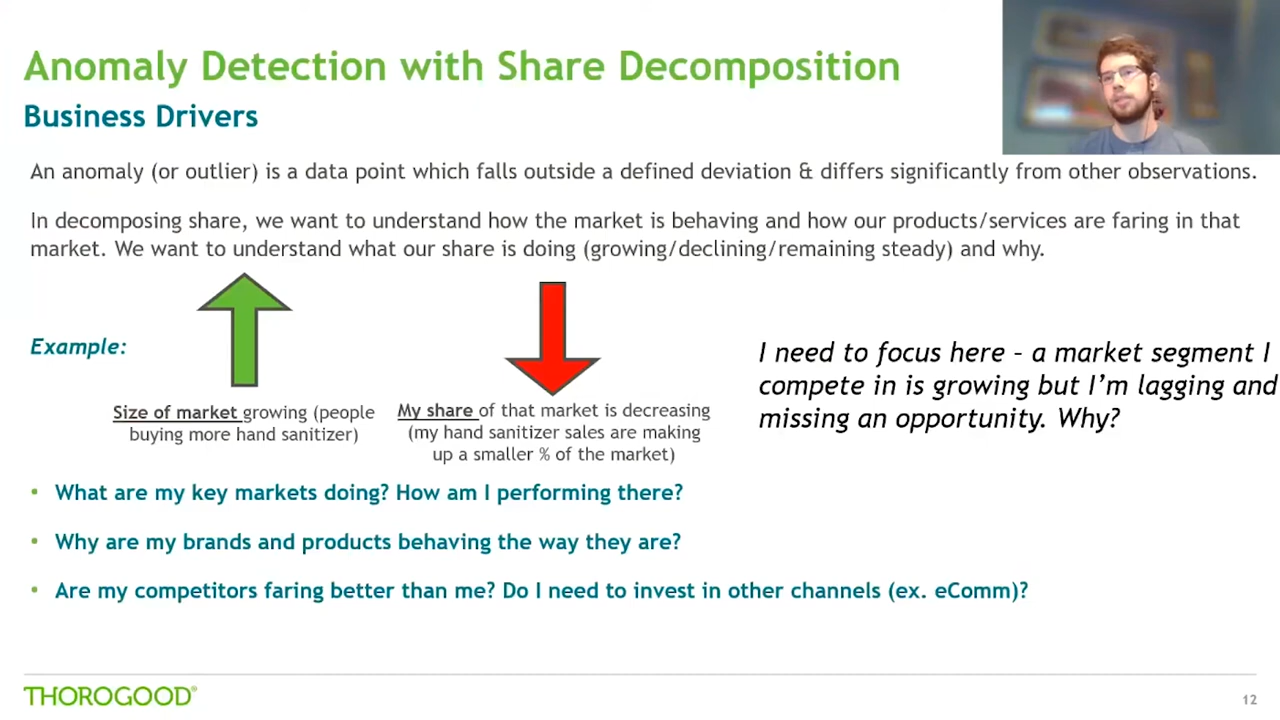 Anomaly Detection with Share Decomposition
Business Drivers
An anomaly (or outlier) is a data point which falls outside a defined deviation & differs significantly from other observations.
In decomposing share, we want to understand how the market is behaving and how our products/services are faring in that
market. We want to understand what our share is doing (growing/declining/remaining steady) and why.
Example:
Size of market growing (people
buying more hand sanitizer)
My share of that market is decreasing
(my hand sanitizer sales are making
up a smaller % of the market)
I need to focus here – a market segment I
compete in is growing but I'm lagging and
missing an opportunity. Why?
• What are my key markets doing? How am I performing there?
• Why are my brands and products behaving the way they are?
• Are my competitors faring better than me? Do I need to invest in other channels (ex. eComm)?
THOROGOOD®
12